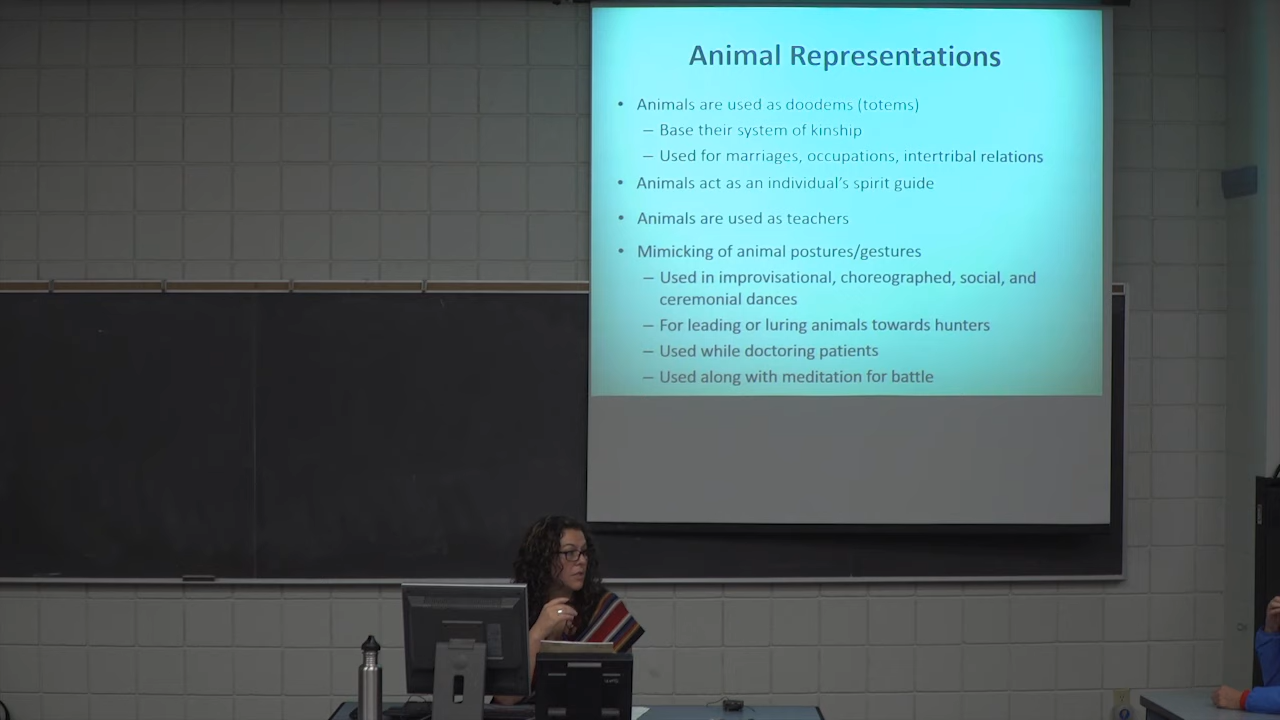 Animal Representations
• Animals are used as doodems (totems)
– Base their system of kinship
– Used for marriages, occupations, intertribal relations
• Animals act as an individual's spirit guide
• Animals are used as teachers
• Mimicking of animal postures/gestures
– Used in improvisational, choreographed, social, and
ceremonial dances
– For leading or luring animals towards hunters
– Used while doctoring patients
– Used along with meditation for battle